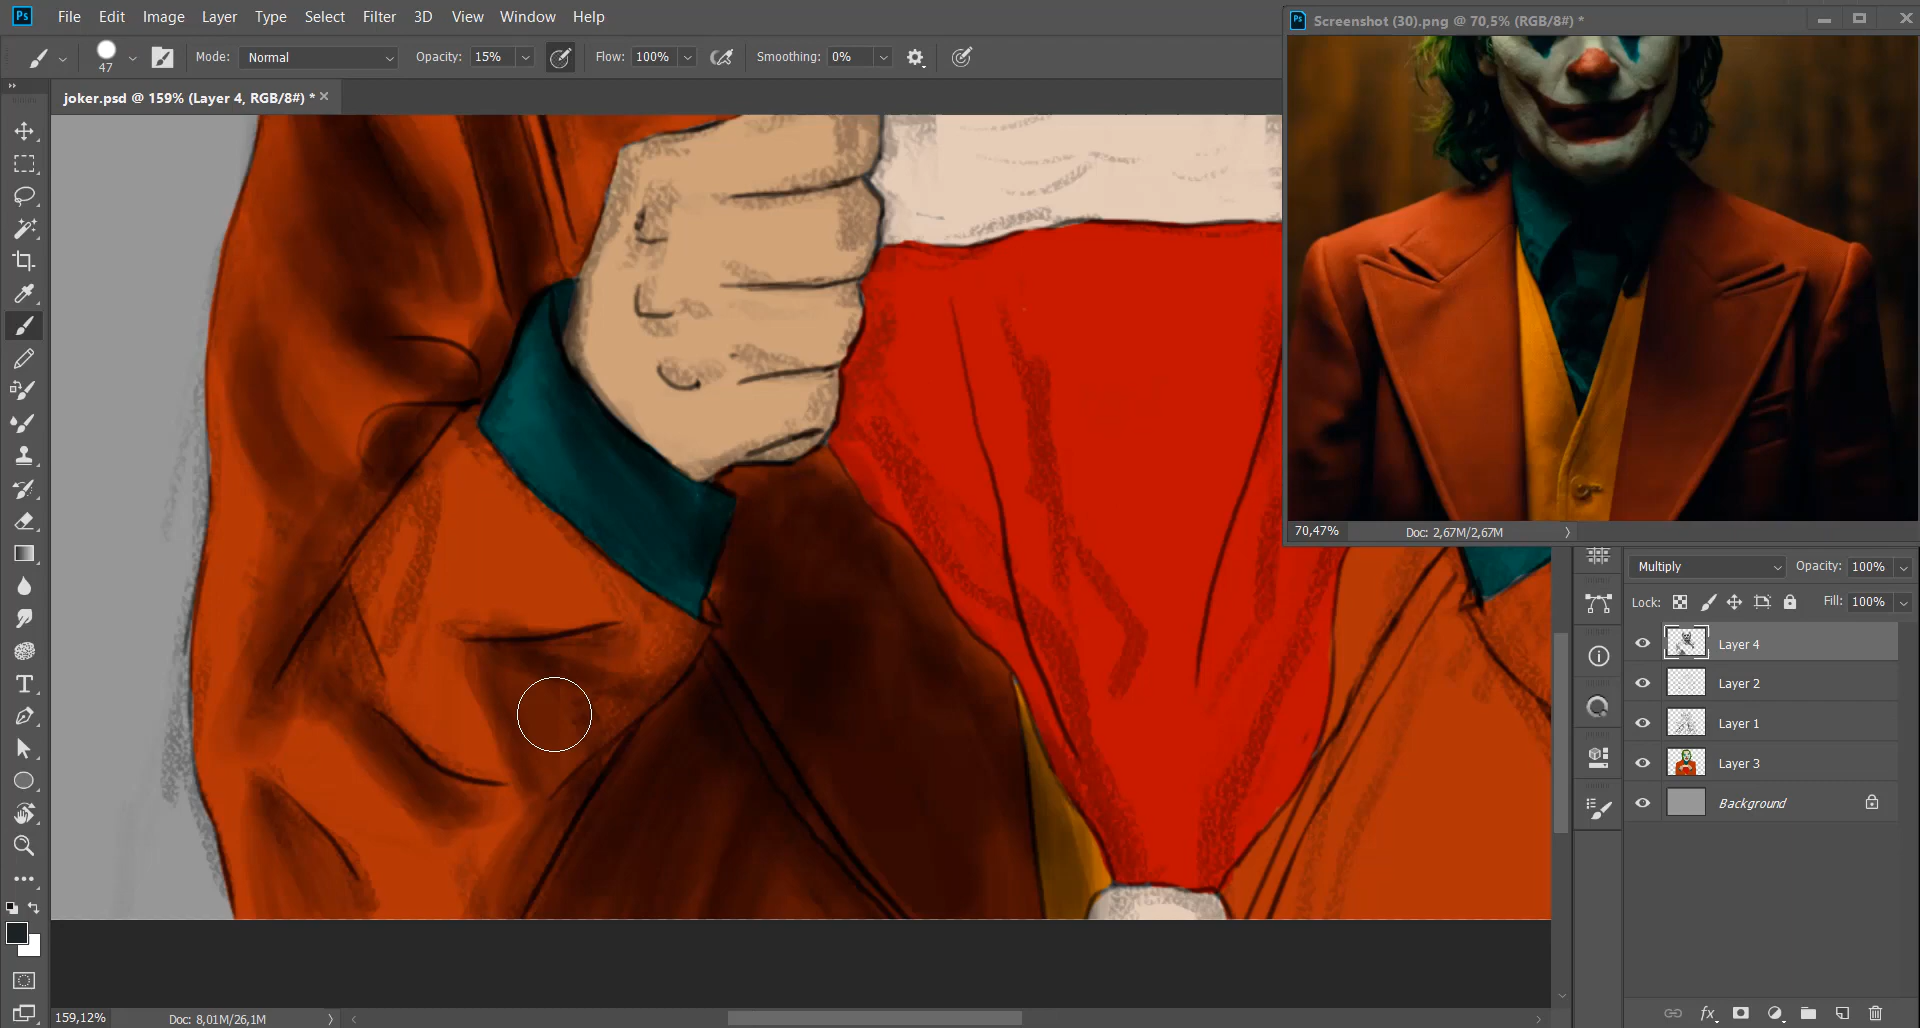 Ps File Edit Image Layer Type Select Filter 3D View Window Help
Ps Screenshot (30).png @ 70,5% (RGB/8#) *
47 Mode: Normal Opacity: 15% Flow: 100% Smoothing: 0%
joker.psd @ 159% (Layer 4, RGB/8#) * ×
70,47% Doc: 2,67M/2,67M
Multiply Opacity: 100%
Lock: Fill: 100%
Layer 4
Layer 2
Layer 1
Layer 3
Background
fx
159,12% Doc: 8,01M/26,1M